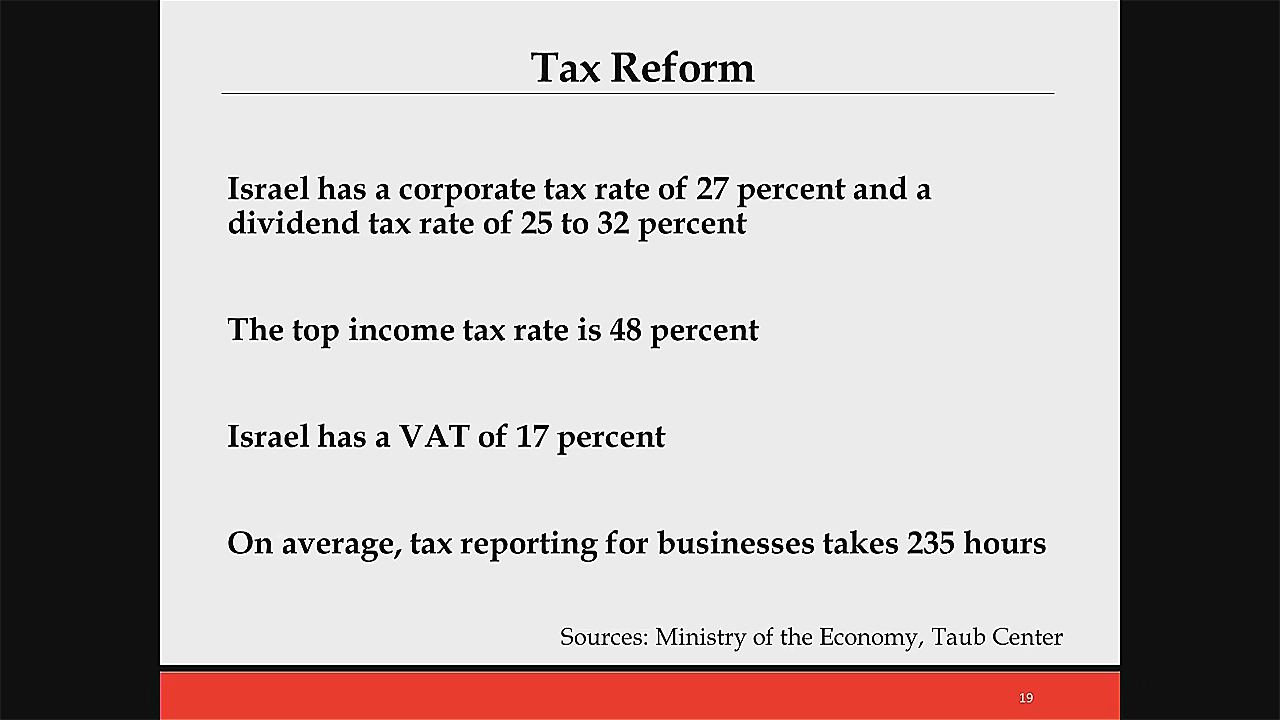 Tax Reform
Israel has a corporate tax rate of 27 percent and a
dividend tax rate of 25 to 32 percent
The top income tax rate is 48 percent
Israel has a VAT of 17 percent
On average, tax reporting for businesses takes 235 hours
Sources: Ministry of the Economy, Taub Center
19